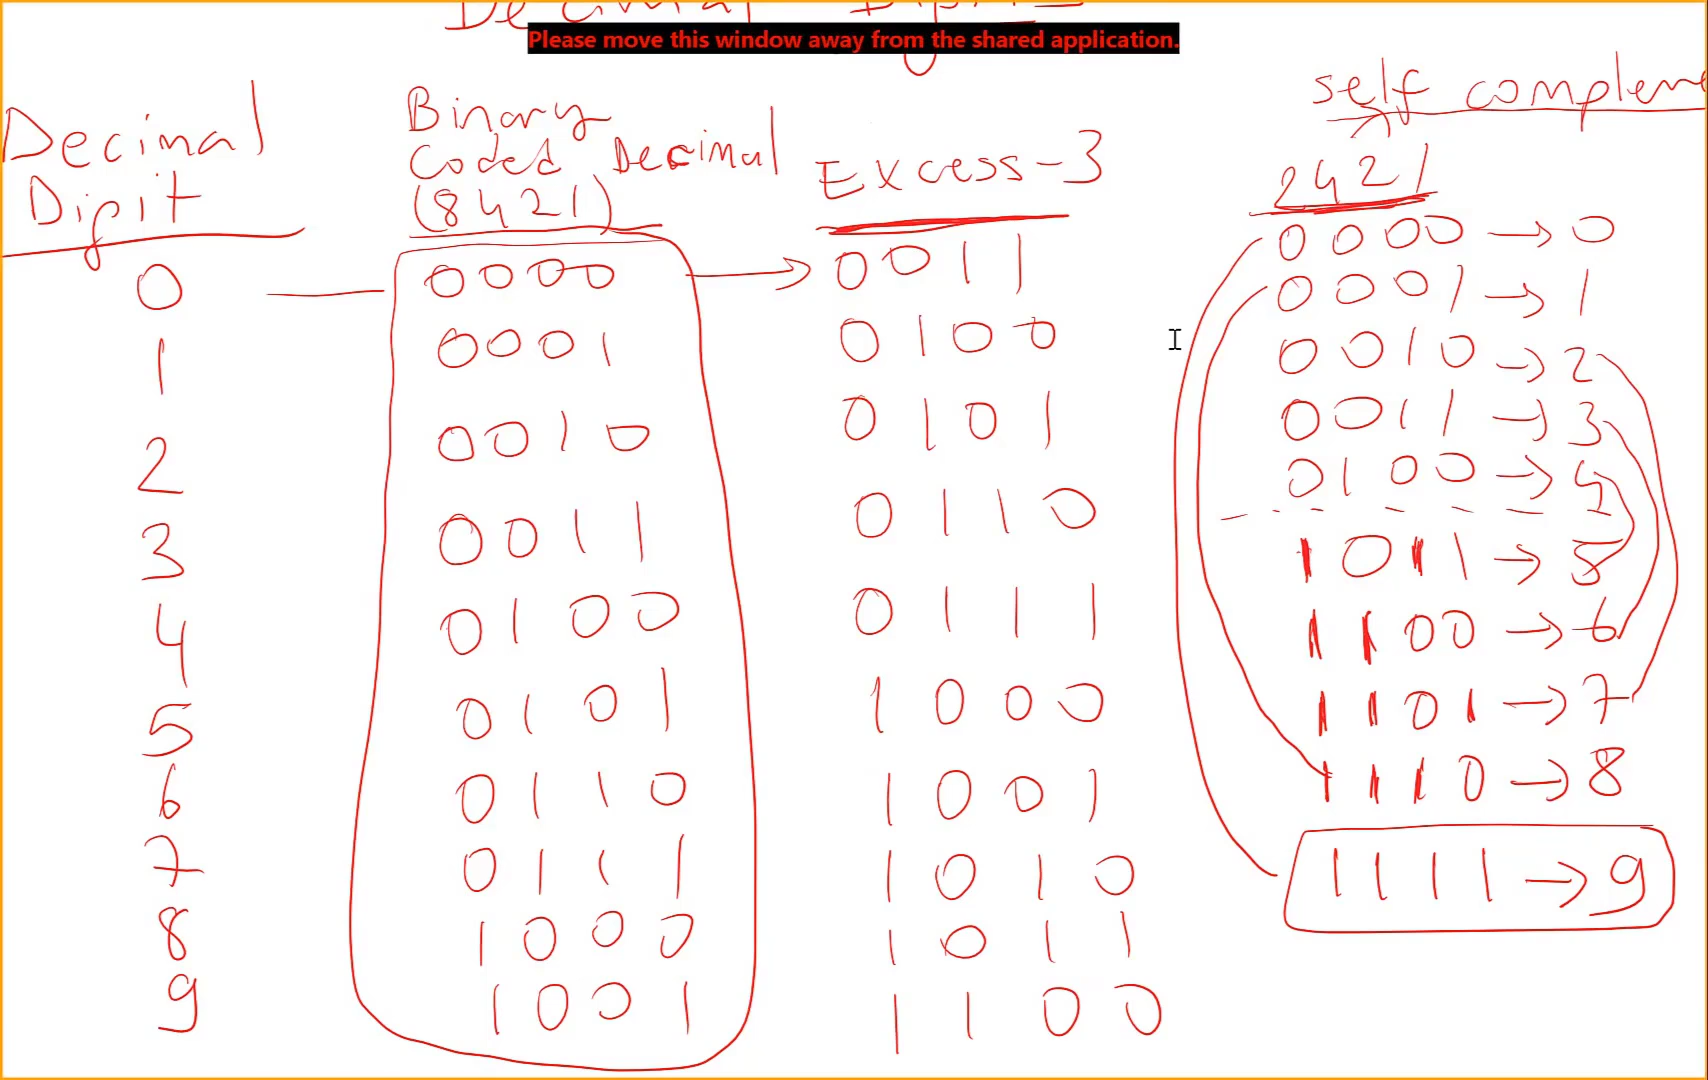 Decimal Digits
Please move this window away from the shared application.
Decimal Digit
Binary Coded Decimal (8421)
Excess-3
self complem
2421
0 0000 0011 0000 → 0
1 0001 0100 0001 → 1
2 0010 0101 0010 → 2
3 0011 0110 0011 → 3
4 0100 0111 0100 → 4
5 0101 1000 1011 → 5
6 0110 1001 1100 → 6
7 0111 1010 1101 → 7
8 1000 1011 1110 → 8
9 1001 1100 1111 → 9